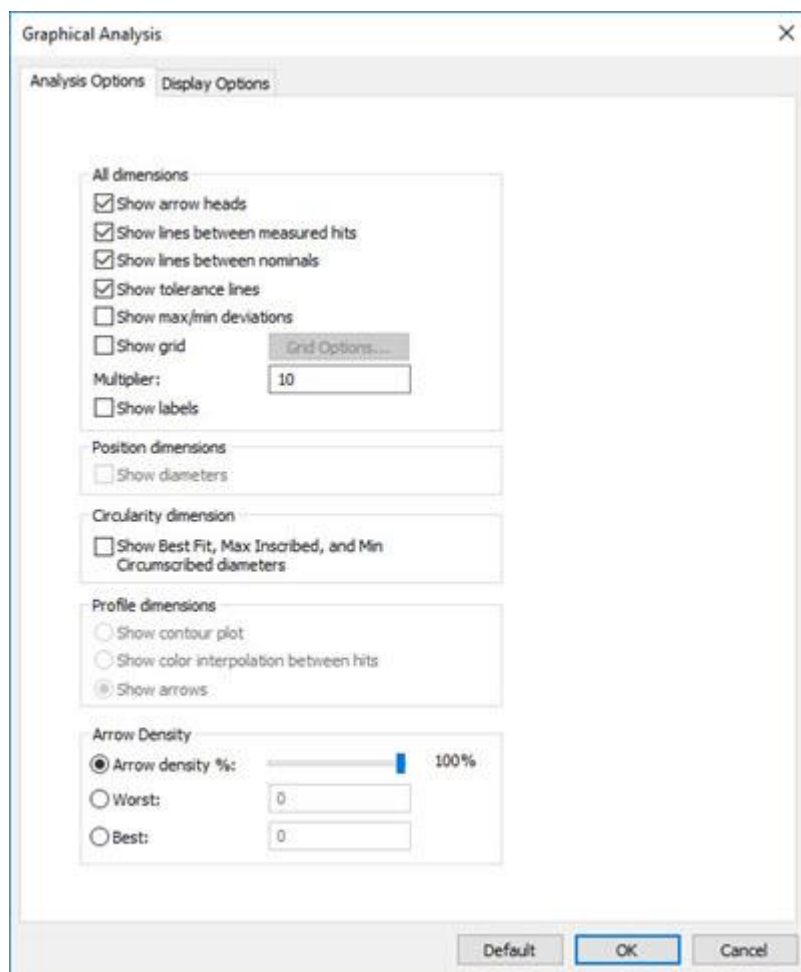 Graphical Analysis
Analysis Options Display Options
All dimensions
Show arrow heads
Show lines between measured hits
Show lines between nominals
Show tolerance lines
Show max/min deviations
Show grid Grid Options...
Multiplier: 10
Show labels
Position dimensions
Show diameters
Circularity dimension
Show Best Fit, Max Inscribed, and Min
Circumscribed diameters
Profile dimensions
Show contour plot
Show color interpolation between hits
Show arrows
Arrow Density
Arrow density %: 100%
Worst: 0
Best: 0
Default OK Cancel